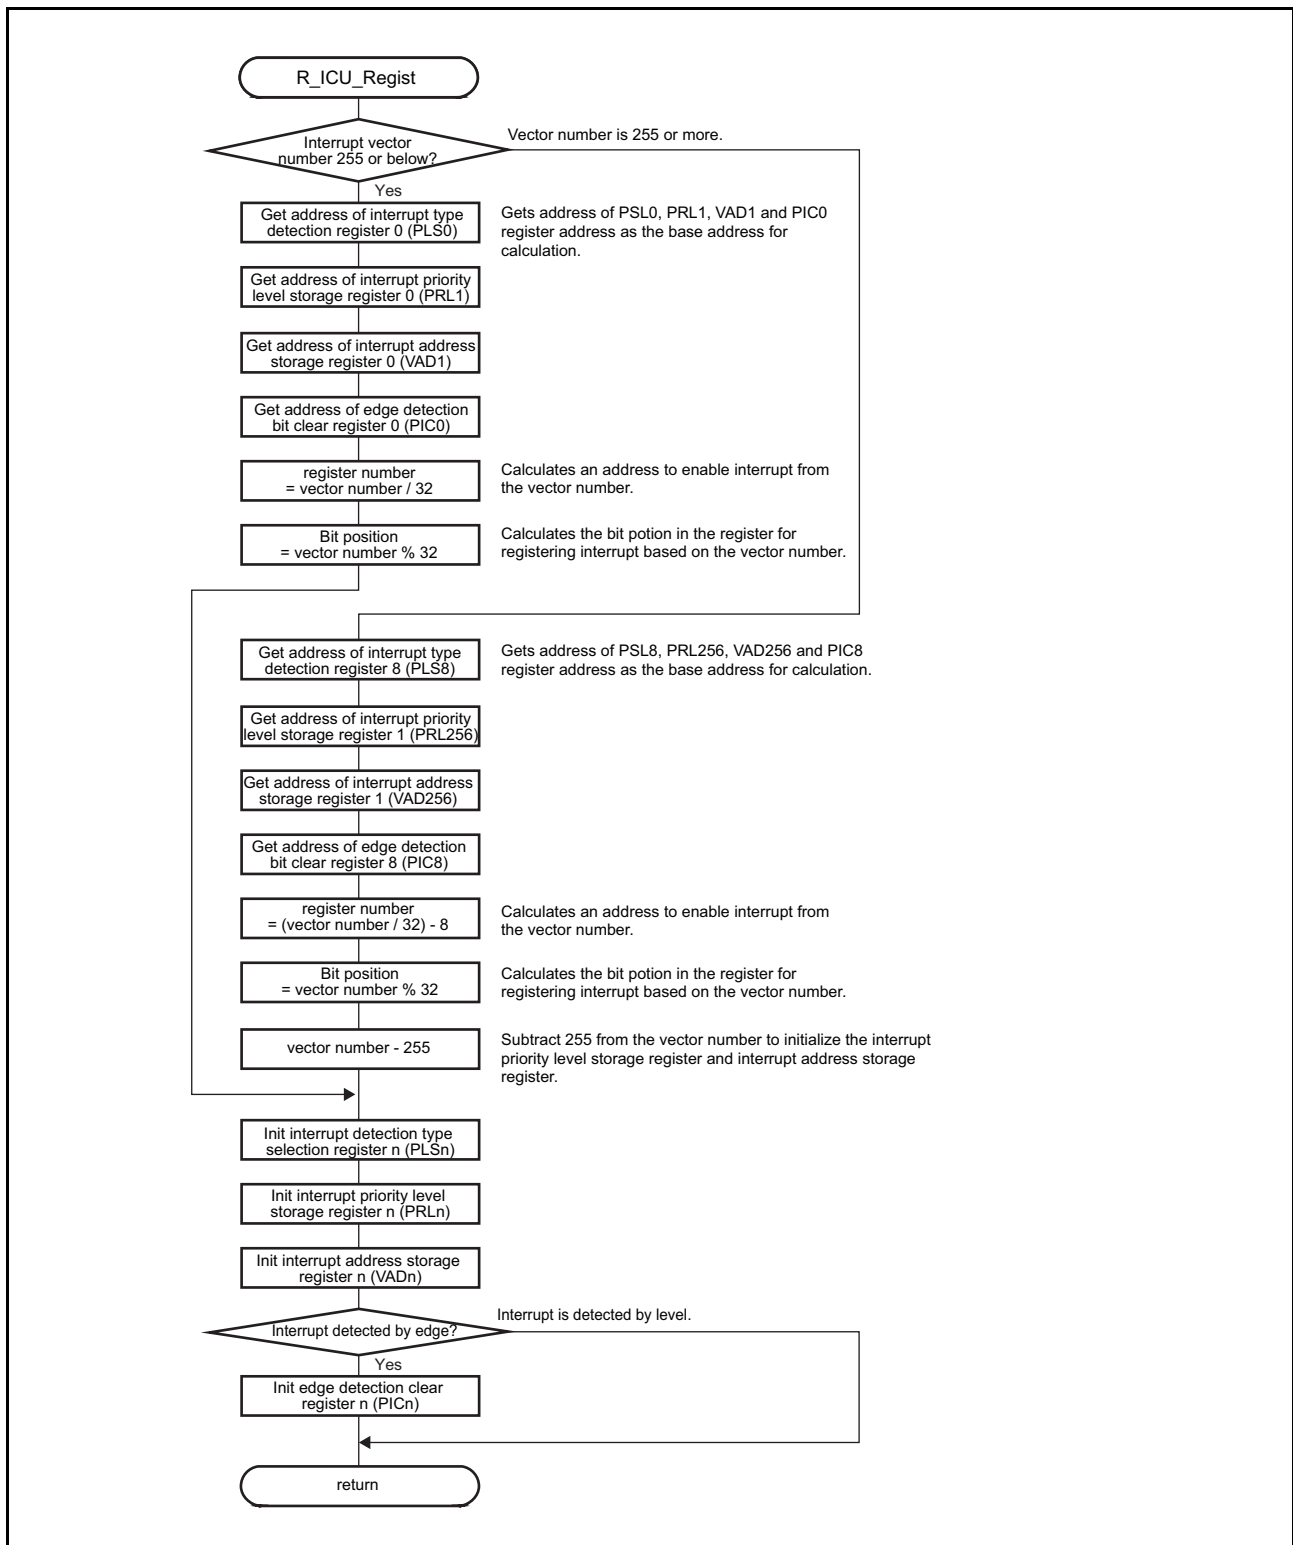 R_ICU_Regist
Interrupt vector
number 255 or below?
Vector number is 255 or more.
Yes
Get address of interrupt type
detection register 0 (PLS0)
Gets address of PSL0, PRL1, VAD1 and PIC0
register address as the base address for
calculation.
Get address of interrupt priority
level storage register 0 (PRL1)
Get address of interrupt address
storage register 0 (VAD1)
Get address of edge detection
bit clear register 0 (PIC0)
register number
= vector number / 32
Calculates an address to enable interrupt from
the vector number.
Bit position
= vector number % 32
Calculates the bit potion in the register for
registering interrupt based on the vector number.
Get address of interrupt type
detection register 8 (PLS8)
Gets address of PSL8, PRL256, VAD256 and PIC8
register address as the base address for calculation.
Get address of interrupt priority
level storage register 1 (PRL256)
Get address of interrupt address
storage register 1 (VAD256)
Get address of edge detection
bit clear register 8 (PIC8)
register number
= (vector number / 32) - 8
Calculates an address to enable interrupt from
the vector number.
Bit position
= vector number % 32
Calculates the bit potion in the register for
registering interrupt based on the vector number.
vector number - 255
Subtract 255 from the vector number to initialize the interrupt
priority level storage register and interrupt address storage
register.
Init interrupt detection type
selection register n (PLSn)
Init interrupt priority level
storage register n (PRLn)
Init interrupt address storage
register n (VADn)
Interrupt detected by edge?
Interrupt is detected by level.
Yes
Init edge detection clear
register n (PICn)
return